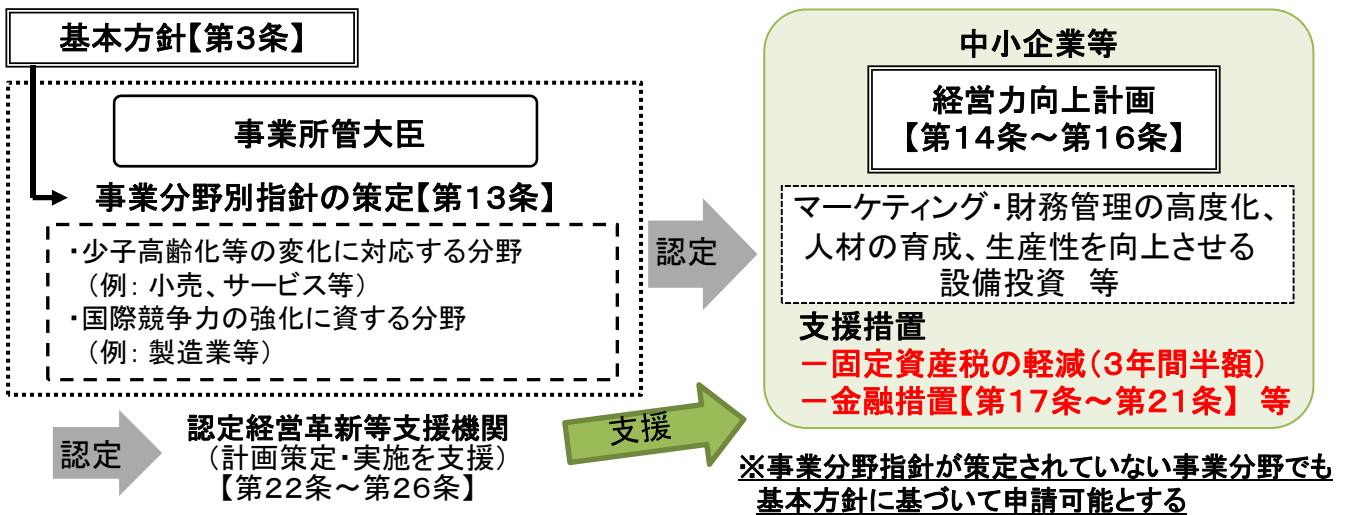 基本方針【第3条】
事業所管大臣
事業分野別指針の策定【第13条】
・少子高齢化等の変化に対応する分野
（例：小売、サービス等）
・国際競争力の強化に資する分野
（例：製造業等）
認定
認定経営革新等支援機関
（計画策定・実施を支援）
【第22条～第26条】
認定
支援
中小企業等
経営力向上計画
【第14条～第16条】
マーケティング・財務管理の高度化、
人材の育成、生産性を向上させる
設備投資　等
支援措置
－固定資産税の軽減（3年間半額）
－金融措置【第17条～第21条】 等
※事業分野指針が策定されていない事業分野でも
基本方針に基づいて申請可能とする